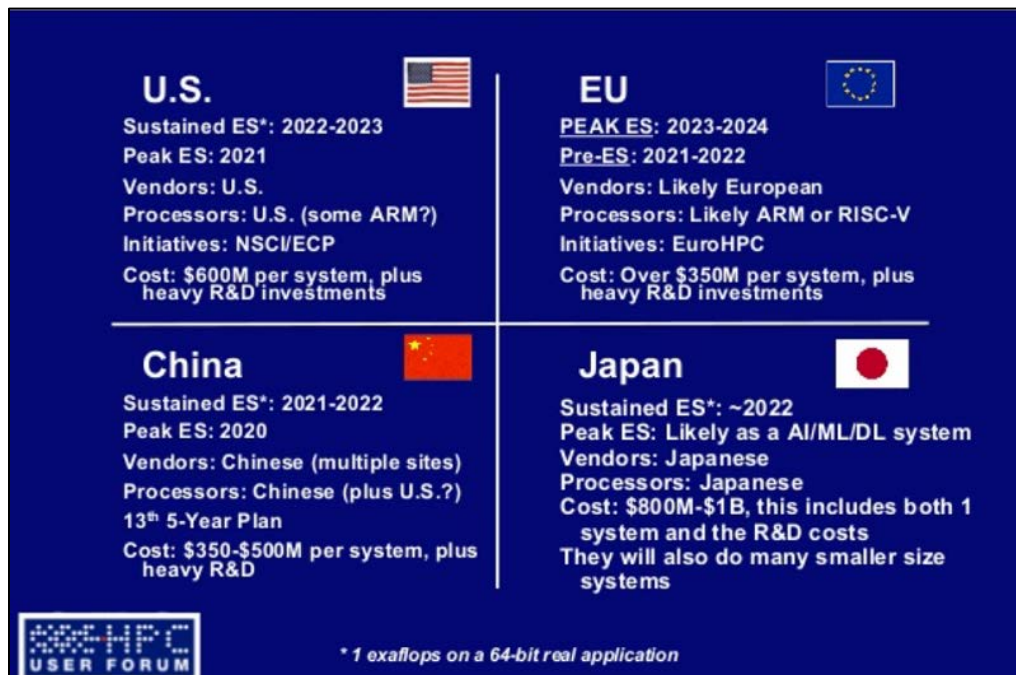 U.S.
Sustained ES*: 2022-2023
Peak ES: 2021
Vendors: U.S.
Processors: U.S. (some ARM?)
Initiatives: NSCI/ECP
Cost: $600M per system, plus
heavy R&D investments
EU
PEAK ES: 2023-2024
Pre-ES: 2021-2022
Vendors: Likely European
Processors: Likely ARM or RISC-V
Initiatives: EuroHPC
Cost: Over $350M per system, plus
heavy R&D investments
China
Sustained ES*: 2021-2022
Peak ES: 2020
Vendors: Chinese (multiple sites)
Processors: Chinese (plus U.S.?)
13th 5-Year Plan
Cost: $350-$500M per system, plus
heavy R&D
Japan
Sustained ES*: ~2022
Peak ES: Likely as a AI/ML/DL system
Vendors: Japanese
Processors: Japanese
Cost: $800M-$1B, this includes both 1
system and the R&D costs
They will also do many smaller size
systems
HPC
USER FORUM
* 1 exaflops on a 64-bit real application